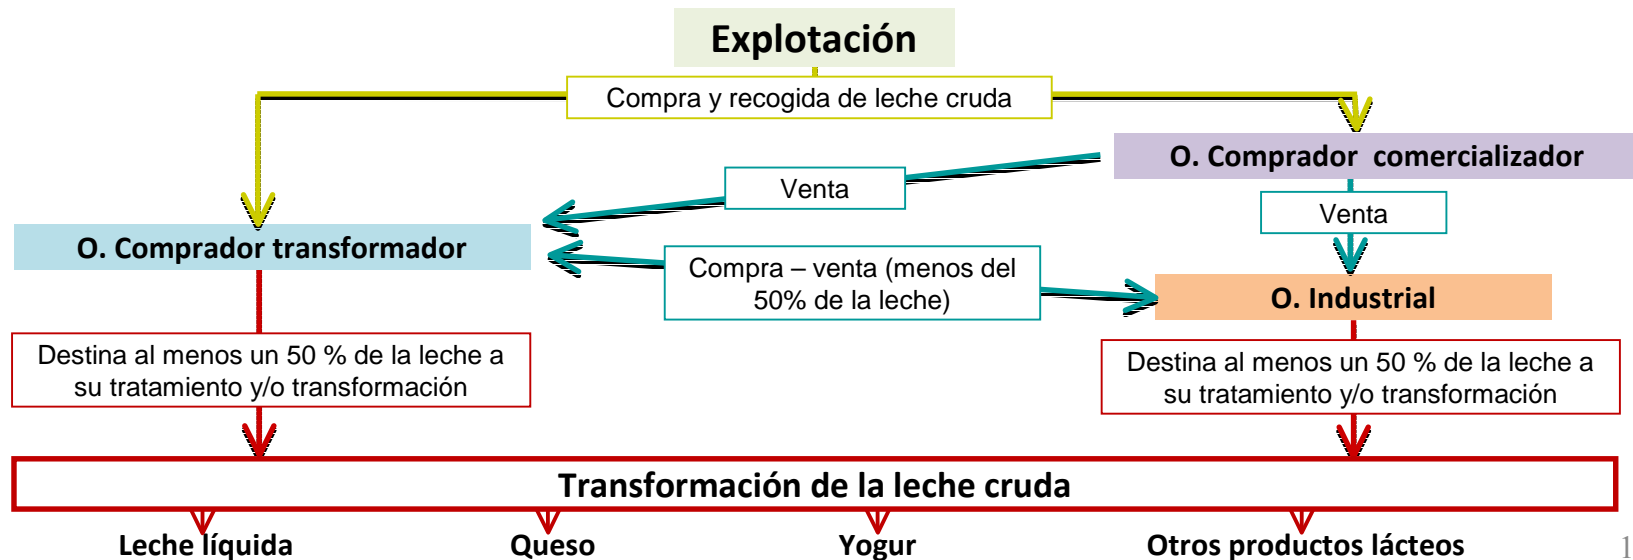 Explotación
Compra y recogida de leche cruda
O. Comprador comercializador
Venta
Venta
O. Comprador transformador
Compra – venta (menos del
50% de la leche)
O. Industrial
Destina al menos un 50 % de la leche a
su tratamiento y/o transformación
Destina al menos un 50 % de la leche a
su tratamiento y/o transformación
Transformación de la leche cruda
Leche líquida
Queso
Yogur
Otros productos lácteos
1